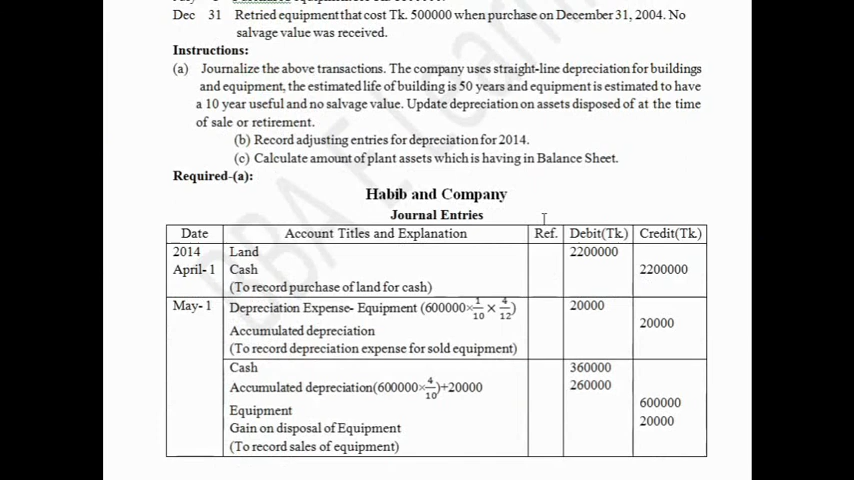 Dec 31 Retried equipment that cost Tk. 500000 when purchase on December 31, 2004. No
salvage value was received.
Instructions:
(a) Journalize the above transactions. The company uses straight-line depreciation for buildings
and equipment, the estimated life of building is 50 years and equipment is estimated to have
a 10 year useful and no salvage value. Update depreciation on assets disposed of at the time
of sale or retirement.
(b) Record adjusting entries for depreciation for 2014.
(c) Calculate amount of plant assets which is having in Balance Sheet.
Required-(a):
Habib and Company
Journal Entries
Date Account Titles and Explanation Ref. Debit(Tk.) Credit(Tk.)
2014 Land 2200000
April- 1 Cash 2200000
(To record purchase of land for cash)
May- 1 Depreciation Expense- Equipment (600000×1/10 × 4/12) 20000
Accumulated depreciation 20000
(To record depreciation expense for sold equipment)
Cash 360000
Accumulated depreciation(600000×4/10)+20000 260000
Equipment 600000
Gain on disposal of Equipment 20000
(To record sales of equipment)